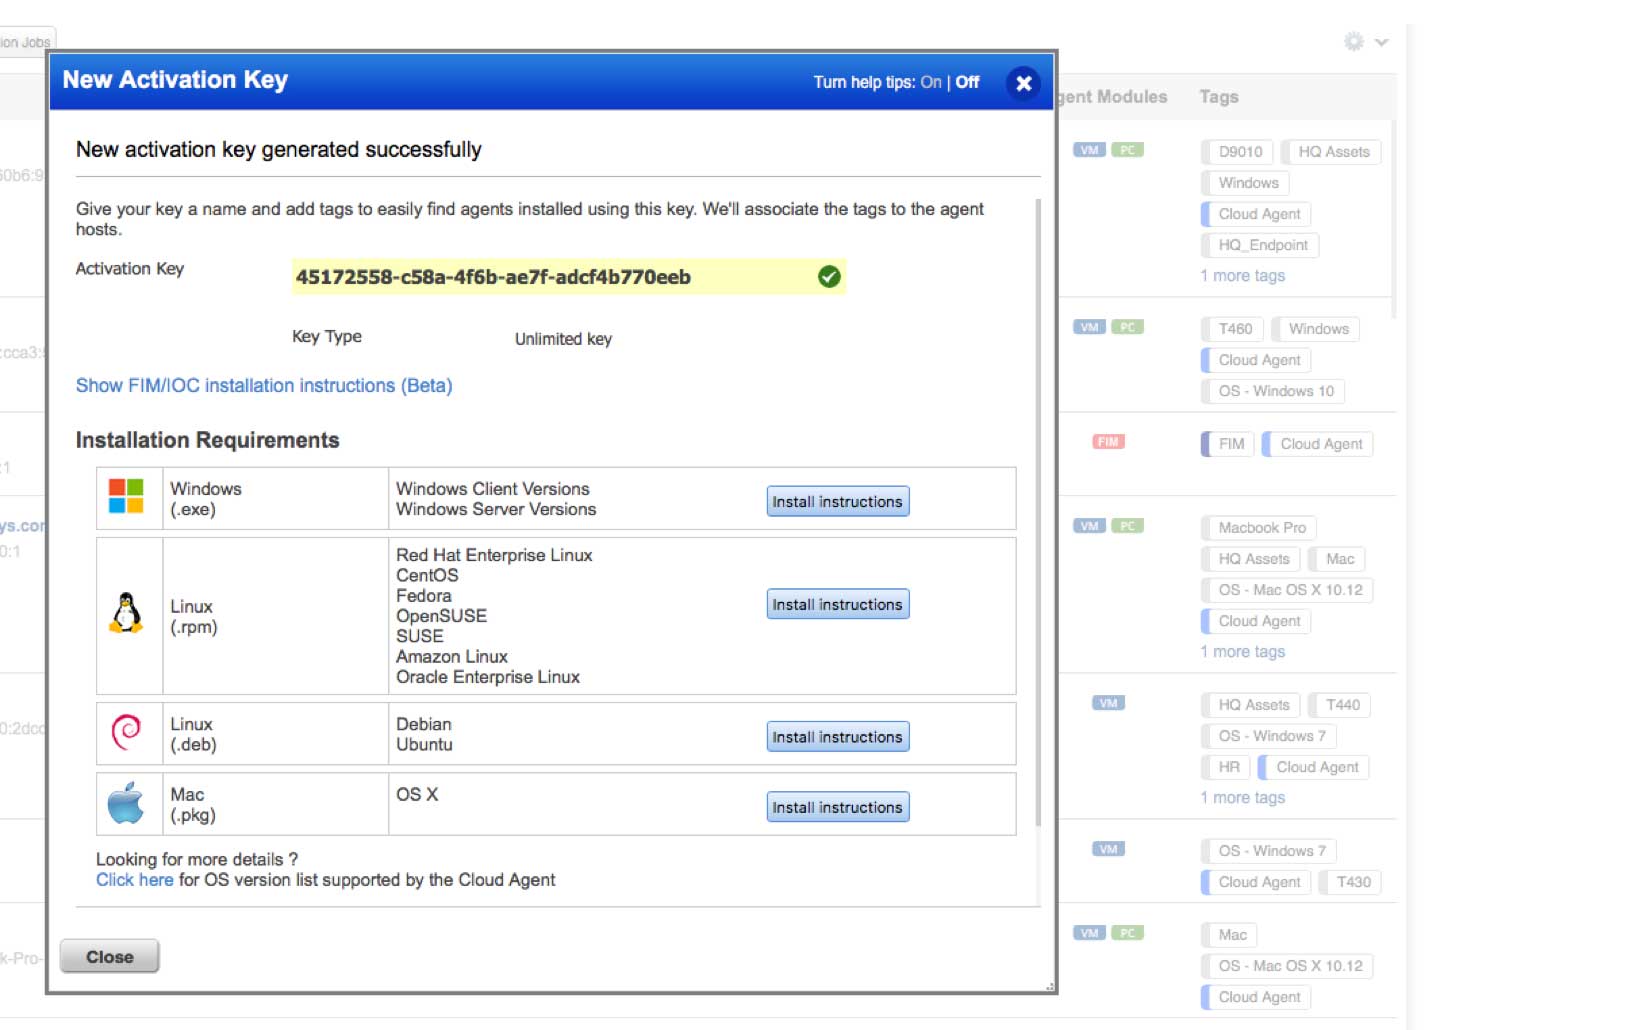 ion Jobs
New Activation Key
Turn help tips: On | Off
New activation key generated successfully
Give your key a name and add tags to easily find agents installed using this key. We'll associate the tags to the agent
hosts.
Activation Key
45172558-c58a-4f6b-ae7f-adcf4b770eeb
Key Type
Unlimited key
Show FIM/IOC installation instructions (Beta)
Installation Requirements
Windows
(.exe)
Windows Client Versions
Windows Server Versions
Install instructions
Linux
(.rpm)
Red Hat Enterprise Linux
CentOS
Fedora
OpenSUSE
SUSE
Amazon Linux
Oracle Enterprise Linux
Install instructions
Linux
(.deb)
Debian
Ubuntu
Install instructions
Mac
(.pkg)
OS X
Install instructions
Looking for more details ?
Click here for OS version list supported by the Cloud Agent
Close
60b6:9
:cca3:
:1
ys.con
0:1
0:2dcc
k-Pro-
gent Modules
Tags
VM PC
D9010 HQ Assets
Windows
Cloud Agent
HQ_Endpoint
1 more tags
VM PC
T460 Windows
Cloud Agent
OS - Windows 10
FIM
FIM Cloud Agent
VM PC
Macbook Pro
HQ Assets Mac
OS - Mac OS X 10.12
Cloud Agent
1 more tags
VM
HQ Assets T440
OS - Windows 7
HR Cloud Agent
1 more tags
VM
OS - Windows 7
Cloud Agent T430
VM PC
Mac
OS - Mac OS X 10.12
Cloud Agent